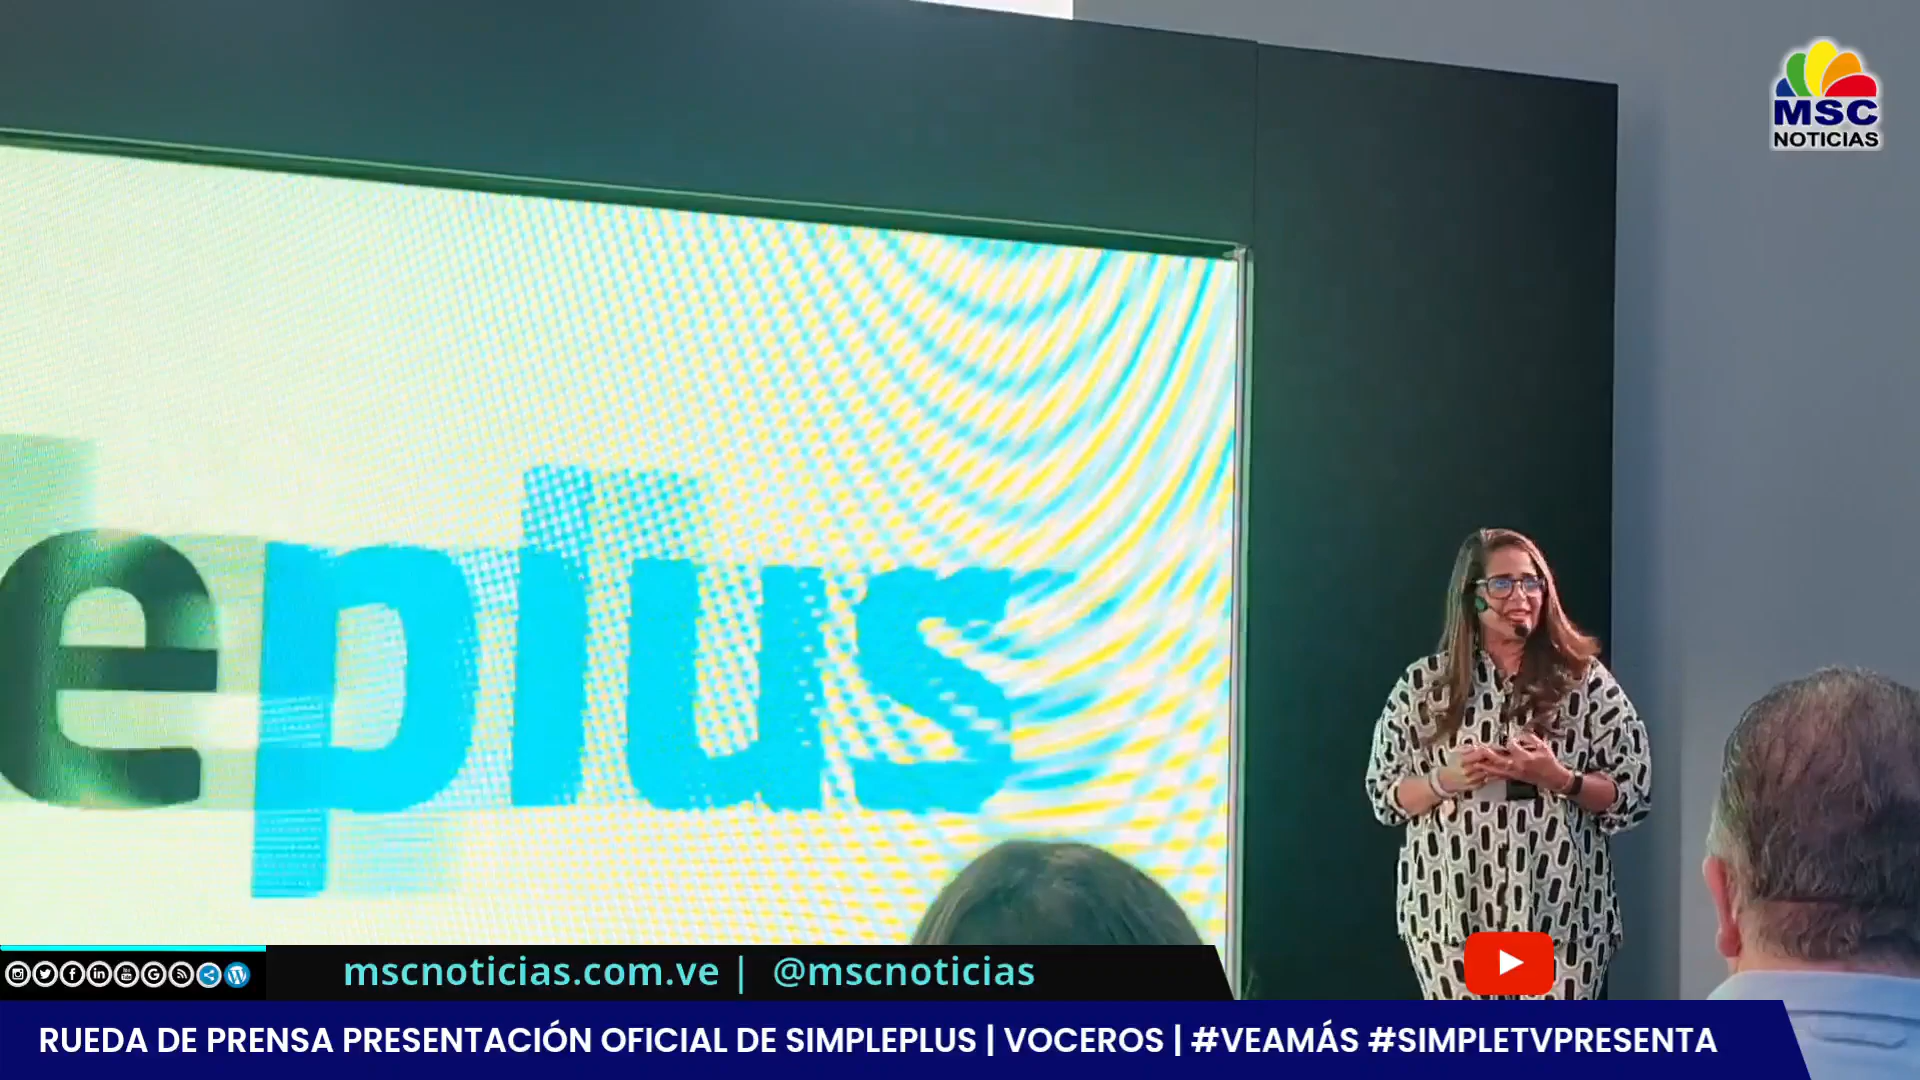 MSC
NOTICIAS
eplus
mscnoticias.com.ve | @mscnoticias
RUEDA DE PRENSA PRESENTACIÓN OFICIAL DE SIMPLEPLUS | VOCEROS | #VEAMÁS #SIMPLETVPRESENTA